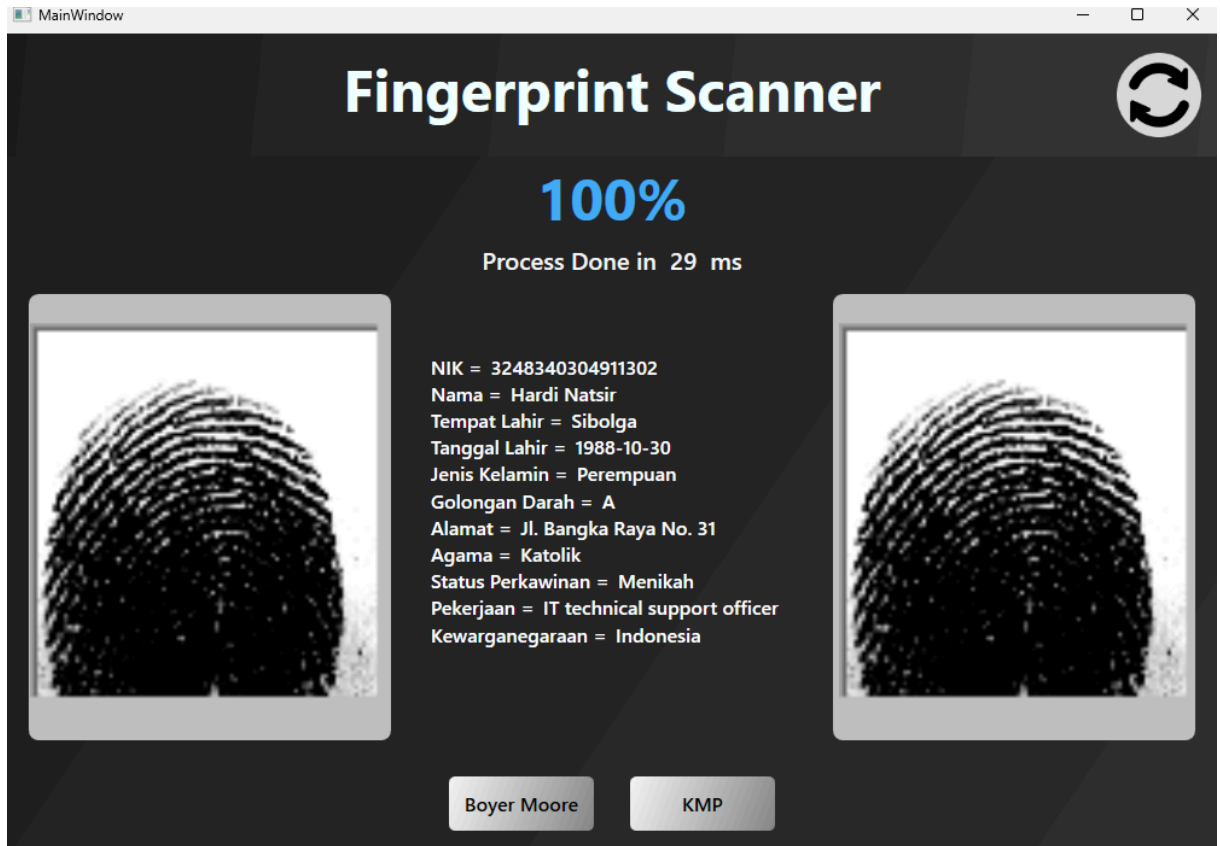 MainWindow
Fingerprint Scanner
100%
Process Done in 29 ms
NIK = 3248340304911302
Nama = Hardi Natsir
Tempat Lahir = Sibolga
Tanggal Lahir = 1988-10-30
Jenis Kelamin = Perempuan
Golongan Darah = A
Alamat = Jl. Bangka Raya No. 31
Agama = Katolik
Status Perkawinan = Menikah
Pekerjaan = IT technical support officer
Kewarganegaraan = Indonesia
Boyer Moore
KMP